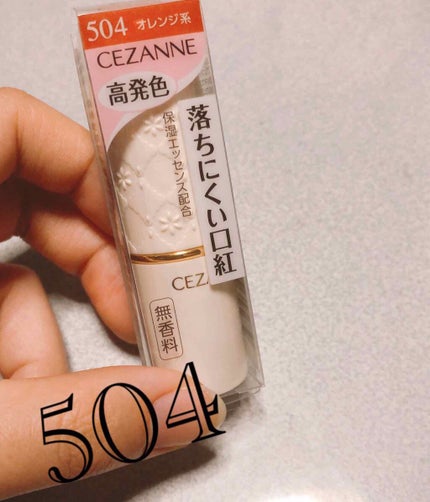 504 オレンジ系
CEZANNE
高発色
落ちにくい口紅
保湿エッセンス配合
CEZA
無香料
504